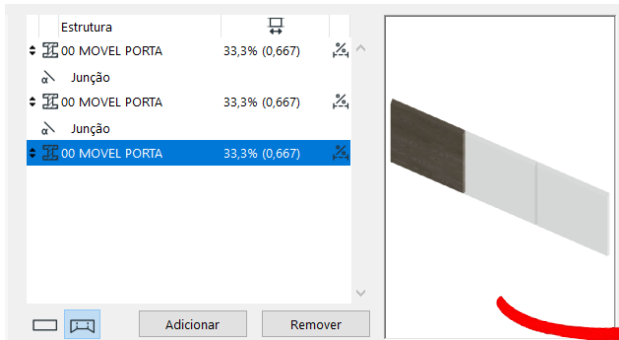 Estrutura
00 MOVEL PORTA 33,3% (0,667)
α Junção
00 MOVEL PORTA 33,3% (0,667)
α Junção
00 MOVEL PORTA 33,3% (0,667)
Adicionar Remover